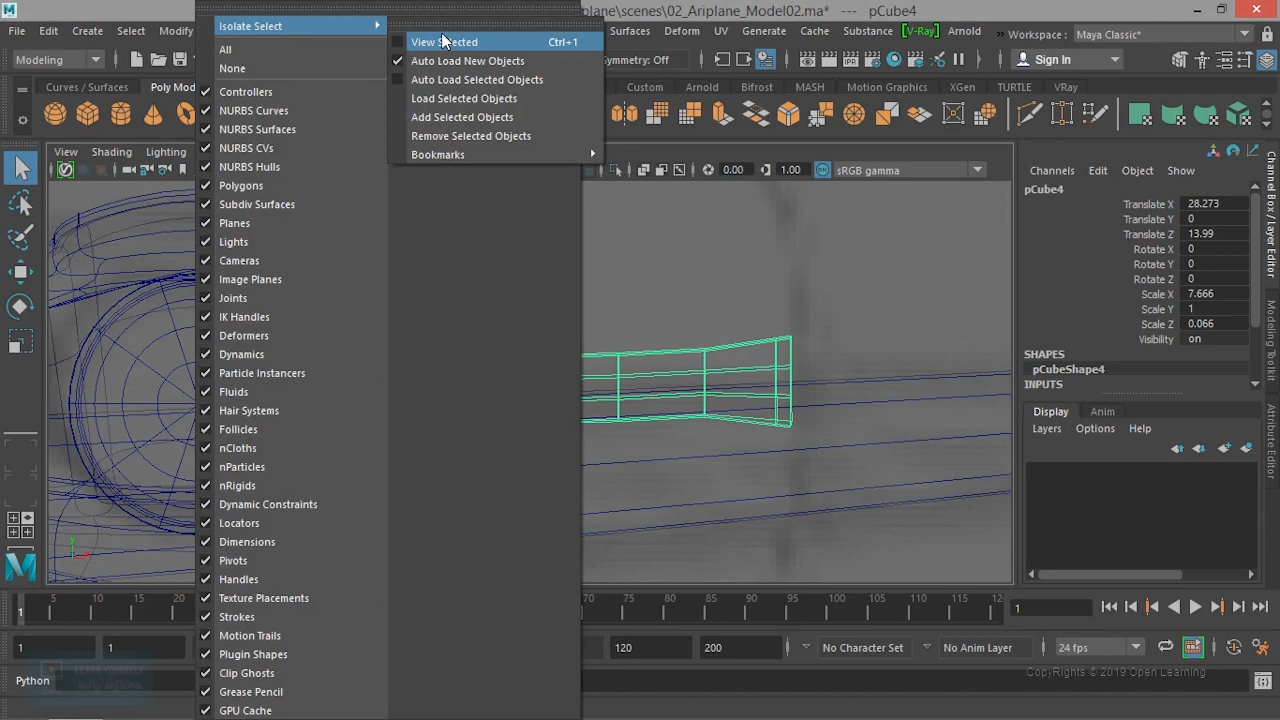 plane\scenes\02_Ariplane_Model02.ma* --- pCube4
File Edit Create Select Modify
Surfaces Deform UV Generate Cache Substance [V-Ray] Arnold
Workspace: Maya Classic*
Modeling
Symmetry: Off
Sign In
Curves / Surfaces Poly Mod
Custom Arnold Bifrost MASH Motion Graphics XGen TURTLE VRay
View Shading Lighting
0.00 1.00 sRGB gamma
Isolate Select
All
None
Controllers
NURBS Curves
NURBS Surfaces
NURBS CVs
NURBS Hulls
Polygons
Subdiv Surfaces
Planes
Lights
Cameras
Image Planes
Joints
IK Handles
Deformers
Dynamics
Particle Instancers
Fluids
Hair Systems
Follicles
nCloths
nParticles
nRigids
Dynamic Constraints
Locators
Dimensions
Pivots
Handles
Texture Placements
Strokes
Motion Trails
Plugin Shapes
Clip Ghosts
Grease Pencil
GPU Cache
View Selected Ctrl+1
Auto Load New Objects
Auto Load Selected Objects
Load Selected Objects
Add Selected Objects
Remove Selected Objects
Bookmarks
Channels Edit Object Show
pCube4
Translate X 28.273
Translate Y 0
Translate Z 13.99
Rotate X 0
Rotate Y 0
Rotate Z 0
Scale X 7.666
Scale Y 1
Scale Z 0.066
Visibility on
SHAPES
pCubeShape4
INPUTS
Display Anim
Layers Options Help
Channel Box / Layer Editor
Modeling Toolkit
Attribute Editor
y
5 10 15 20
70 75 80 85 90 95 100 105 110 115 12
1
1
1 1
120 200 No Character Set No Anim Layer 24 fps
CopyRights © 2019 Open Learning
Python